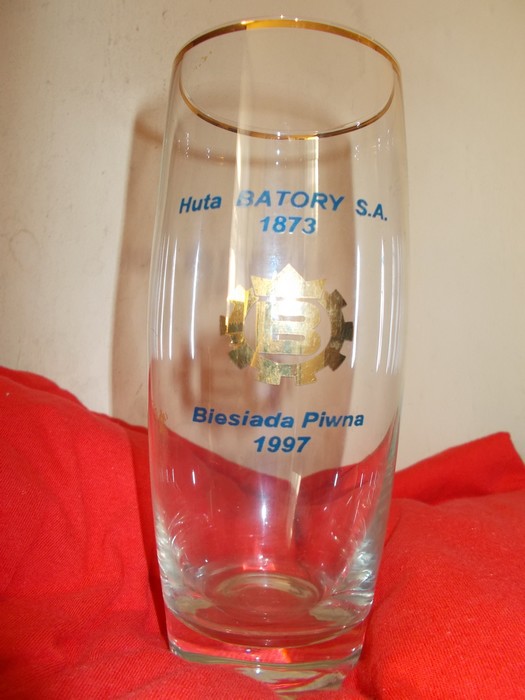 Huta BATORY S.A.
1873
B
Biesiada Piwna
1997